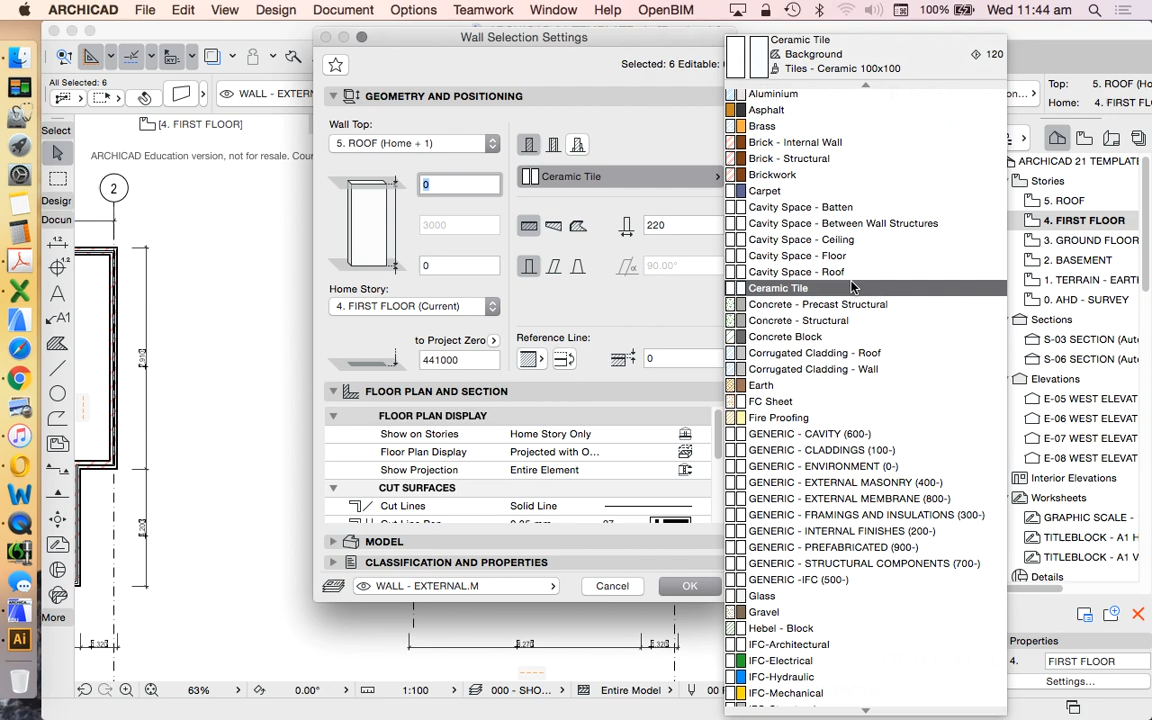 ARCHICAD File Edit View Design Document Options Teamwork Window Help OpenBIM 100% Wed 11:44 am
All Selected: 6
WALL - EXTERN
[4. FIRST FLOOR]
Select
ARCHICAD Education version, not for resale. Cour
2
Desigr
Docun
More
Wall Selection Settings
Selected: 6 Editable:
GEOMETRY AND POSITIONING
Wall Top:
5. ROOF (Home + 1)
0
3000
0
Home Story:
4. FIRST FLOOR (Current)
to Project Zero
441000
Ceramic Tile
220
90.00°
Reference Line:
0
FLOOR PLAN AND SECTION
FLOOR PLAN DISPLAY
Show on Stories Home Story Only
Floor Plan Display Projected with O...
Show Projection Entire Element
CUT SURFACES
Cut Lines Solid Line
MODEL
CLASSIFICATION AND PROPERTIES
WALL - EXTERNAL.M
Cancel
OK
Ceramic Tile
Background 120
Tiles - Ceramic 100x100
Aluminium
Asphalt
Brass
Brick - Internal Wall
Brick - Structural
Brickwork
Carpet
Cavity Space - Batten
Cavity Space - Between Wall Structures
Cavity Space - Ceiling
Cavity Space - Floor
Cavity Space - Roof
Ceramic Tile
Concrete - Precast Structural
Concrete - Structural
Concrete Block
Corrugated Cladding - Roof
Corrugated Cladding - Wall
Earth
FC Sheet
Fire Proofing
GENERIC - CAVITY (600-)
GENERIC - CLADDINGS (100-)
GENERIC - ENVIRONMENT (0-)
GENERIC - EXTERNAL MASONRY (400-)
GENERIC - EXTERNAL MEMBRANE (800-)
GENERIC - FRAMINGS AND INSULATIONS (300-)
GENERIC - INTERNAL FINISHES (200-)
GENERIC - PREFABRICATED (900-)
GENERIC - STRUCTURAL COMPONENTS (700-)
GENERIC -IFC (500-)
Glass
Gravel
Hebel - Block
IFC-Architectural
IFC-Electrical
IFC-Hydraulic
IFC-Mechanical
Top: 5. ROOF (Hom
Home: 4. FIRST FLO
ARCHICAD 21 TEMPLATE
Stories
5. ROOF
4. FIRST FLOOR
3. GROUND FLOOR
2. BASEMENT
1. TERRAIN - EARTH
0. AHD - SURVEY
Sections
S-03 SECTION (Auto
S-06 SECTION (Auto
Elevations
E-05 WEST ELEVAT
E-06 WEST ELEVAT
E-07 WEST ELEVAT
E-08 WEST ELEVAT
Interior Elevations
Worksheets
GRAPHIC SCALE -
TITLEBLOCK - A1 H
TITLEBLOCK - A1 V
Details
Properties
4. FIRST FLOOR
Settings...
63% 0.00° 1:100 000 - SHO... Entire Model